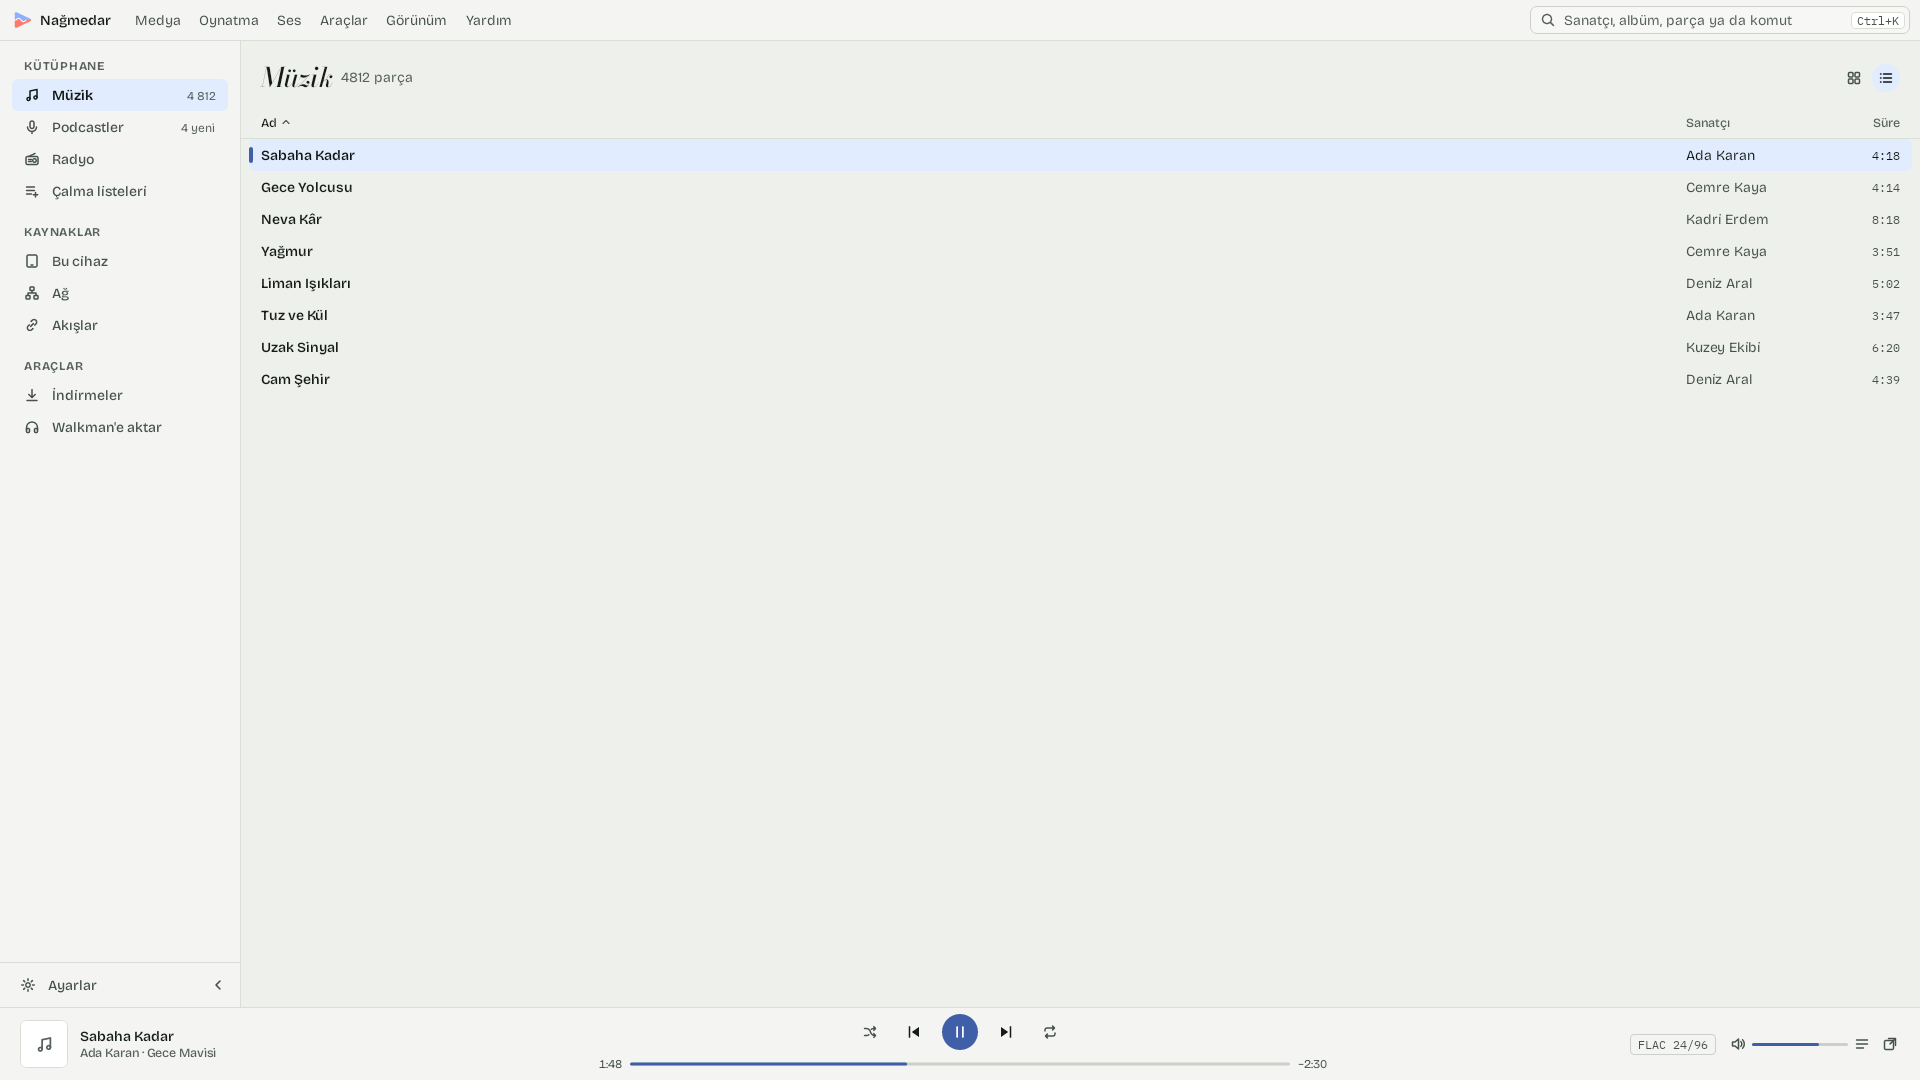 Nağmedar Medya Oynatma Ses Araçlar Görünüm Yardım Sanatçı, albüm, parça ya da komut Ctrl+K
KÜTÜPHANE
Müzik 4 812
Podcastler 4 yeni
Radyo
Çalma listeleri
KAYNAKLAR
Bu cihaz
Ağ
Akışlar
ARAÇLAR
İndirmeler
Walkman'e aktar
Ayarlar
Müzik 4812 parça
Ad Sanatçı Süre
Sabaha Kadar Ada Karan 4:18
Gece Yolcusu Cemre Kaya 4:14
Neva Kâr Kadri Erdem 8:18
Yağmur Cemre Kaya 3:51
Liman Işıkları Deniz Aral 5:02
Tuz ve Kül Ada Karan 3:47
Uzak Sinyal Kuzey Ekibi 6:20
Cam Şehir Deniz Aral 4:39
Sabaha Kadar
Ada Karan · Gece Mavisi
1:48 −2:30
FLAC 24/96